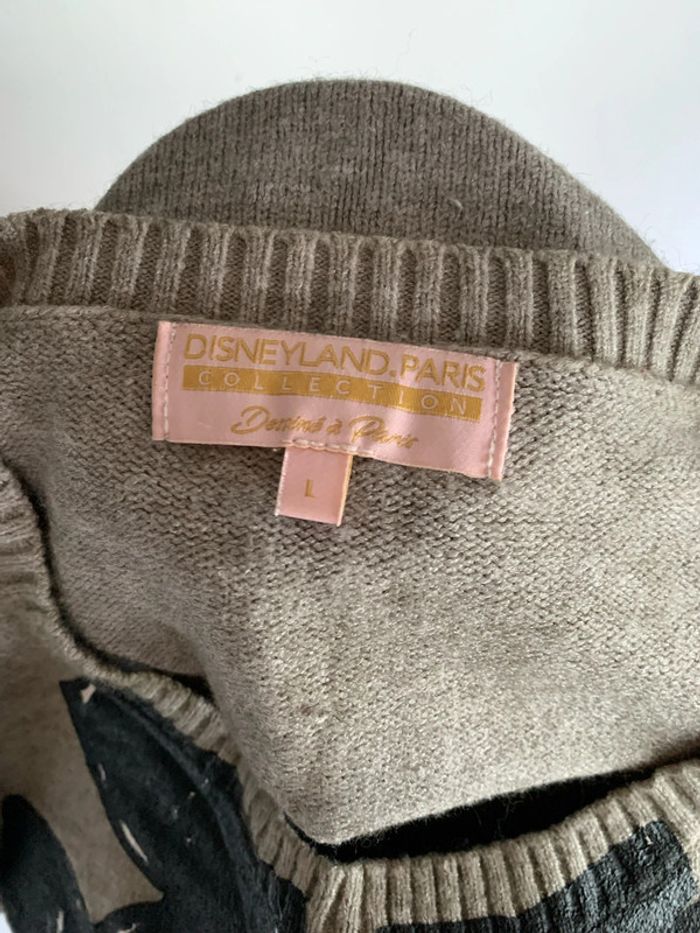 DISNEYLAND.PARIS
COLLECTION
Dessiné à Paris
L